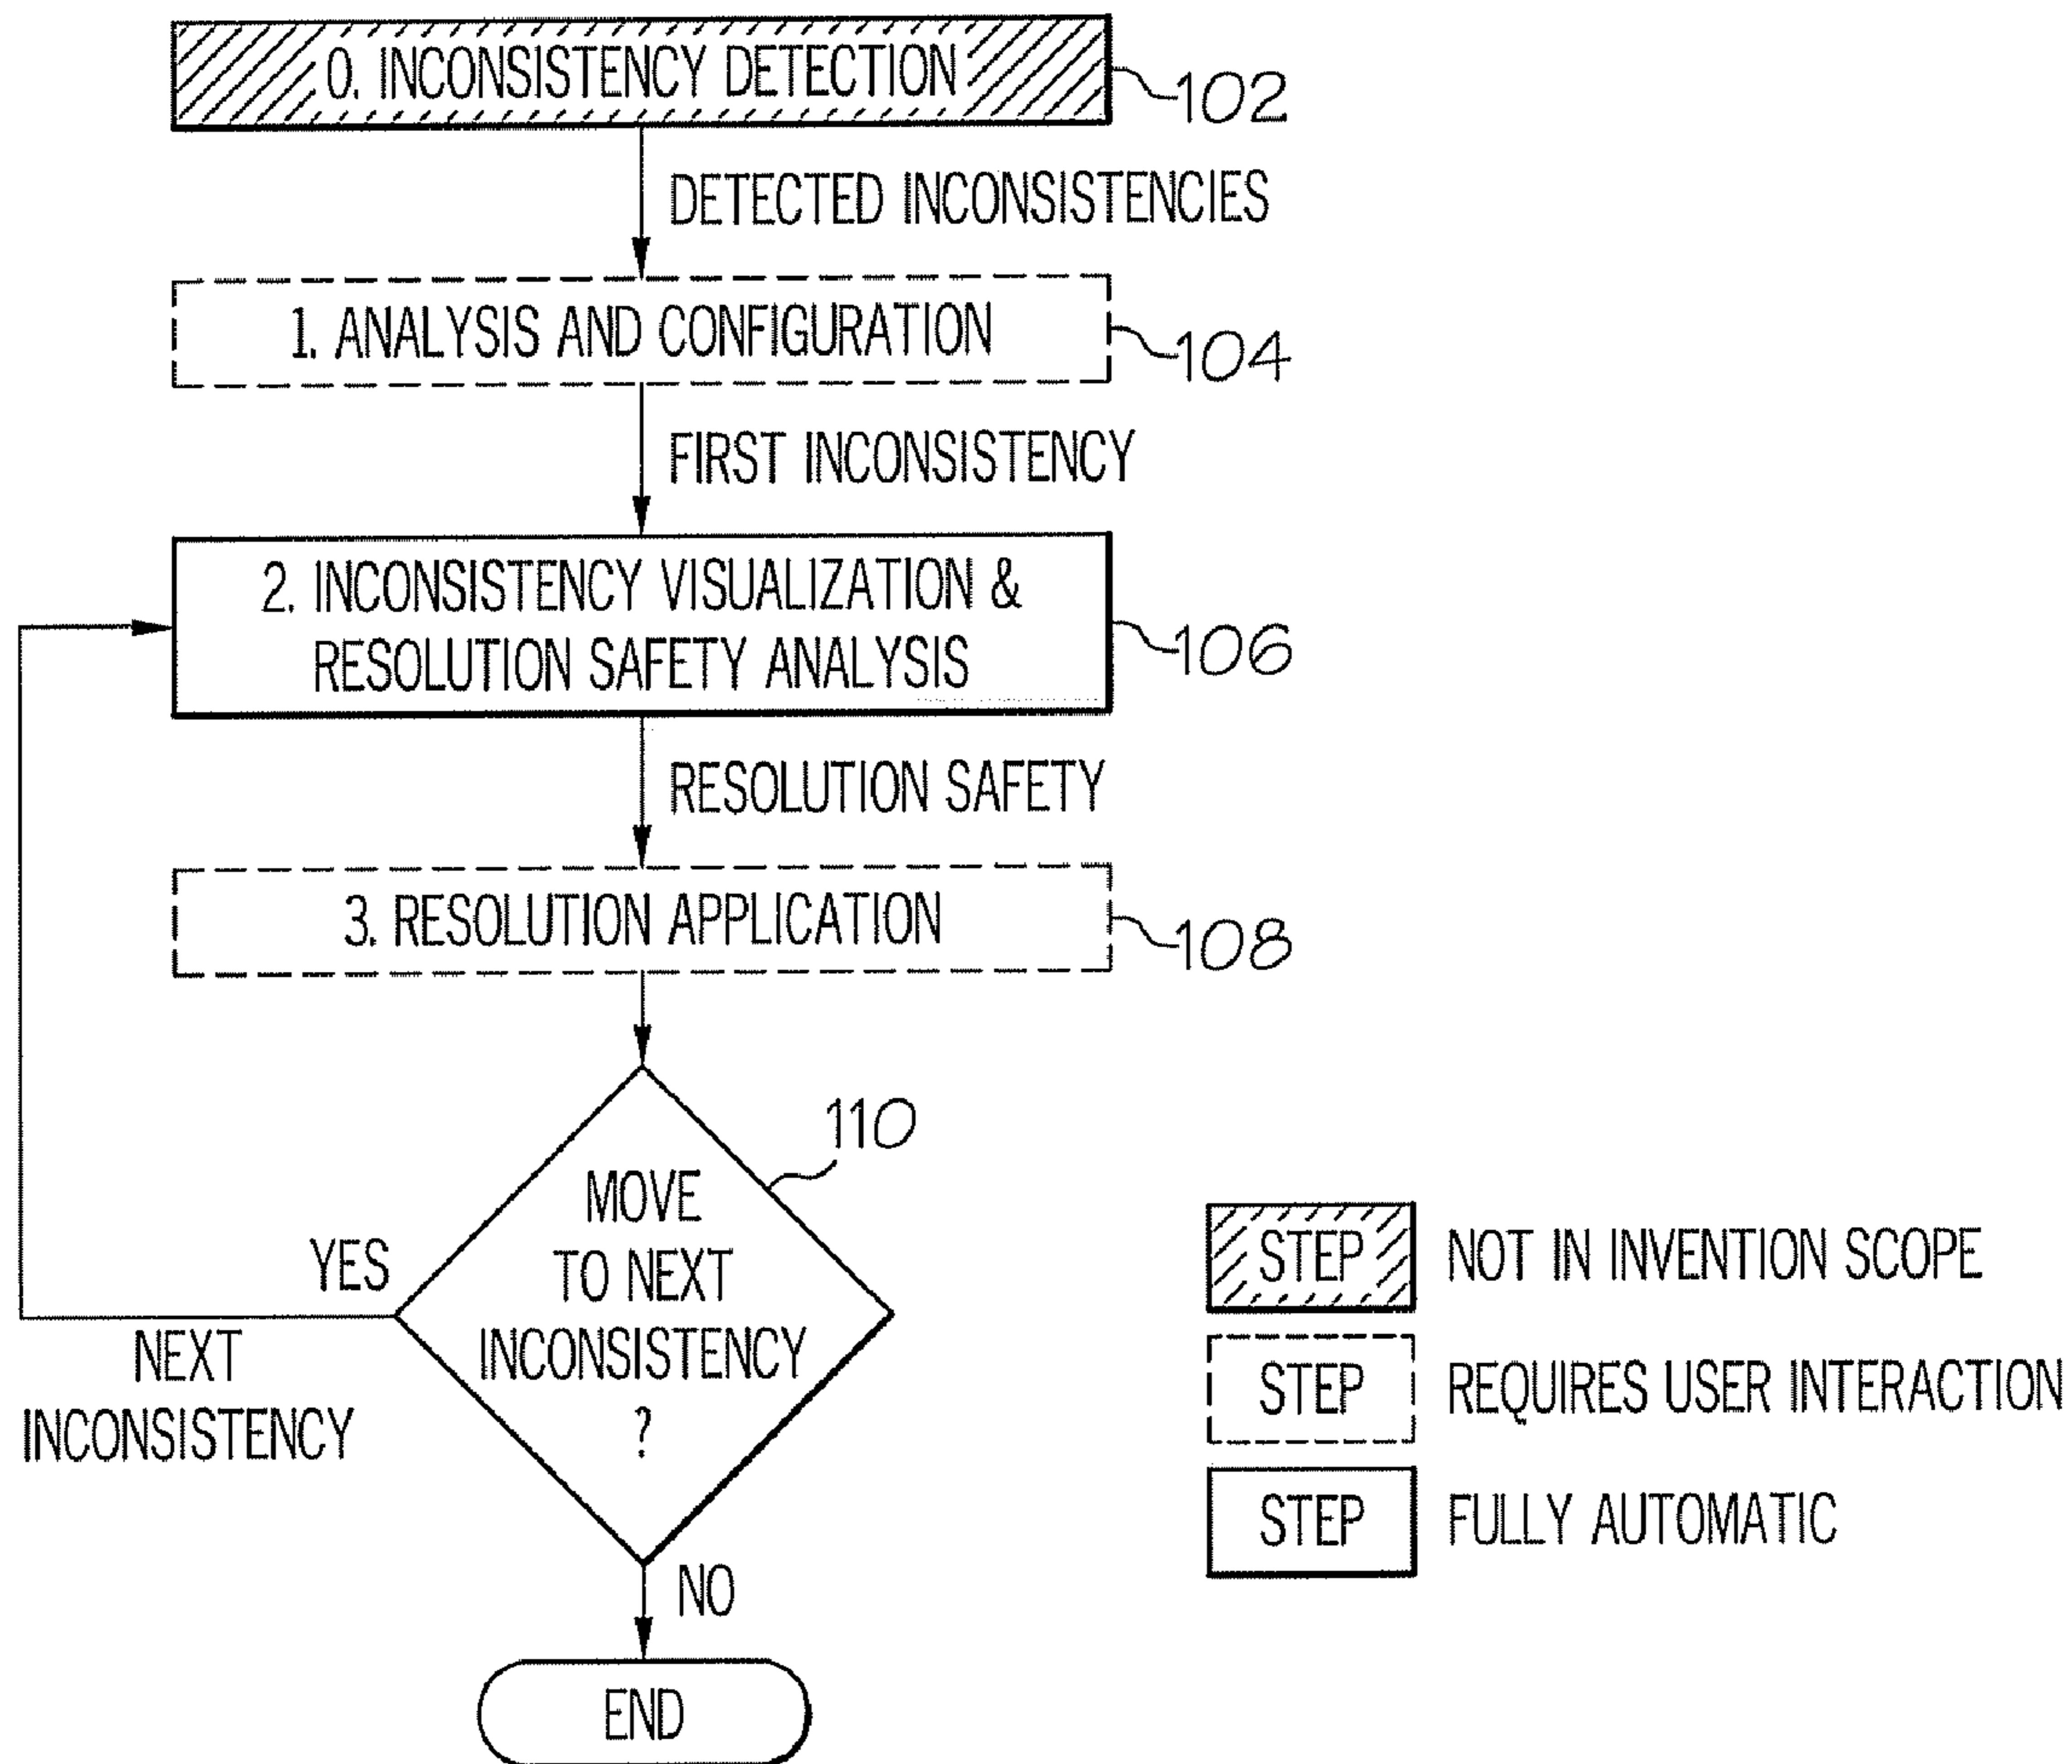 0. INCONSISTENCY DETECTION
102
DETECTED INCONSISTENCIES
1. ANALYSIS AND CONFIGURATION
104
FIRST INCONSISTENCY
2. INCONSISTENCY VISUALIZATION &
RESOLUTION SAFETY ANALYSIS
106
RESOLUTION SAFETY
3. RESOLUTION APPLICATION
108
110
MOVE
TO NEXT
INCONSISTENCY
?
YES
NEXT
INCONSISTENCY
NO
END
STEP NOT IN INVENTION SCOPE
STEP REQUIRES USER INTERACTION
STEP FULLY AUTOMATIC